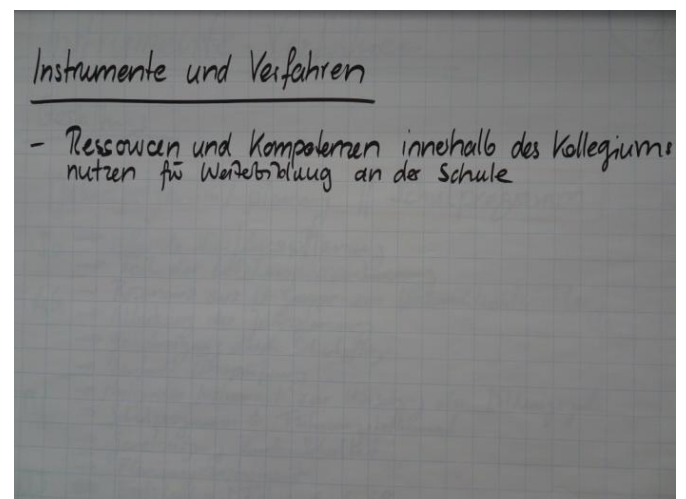 Instrumente und Verfahren
- Ressourcen und Kompetenzen innerhalb des Kollegiums
nutzen für Weiterbildung an der Schule